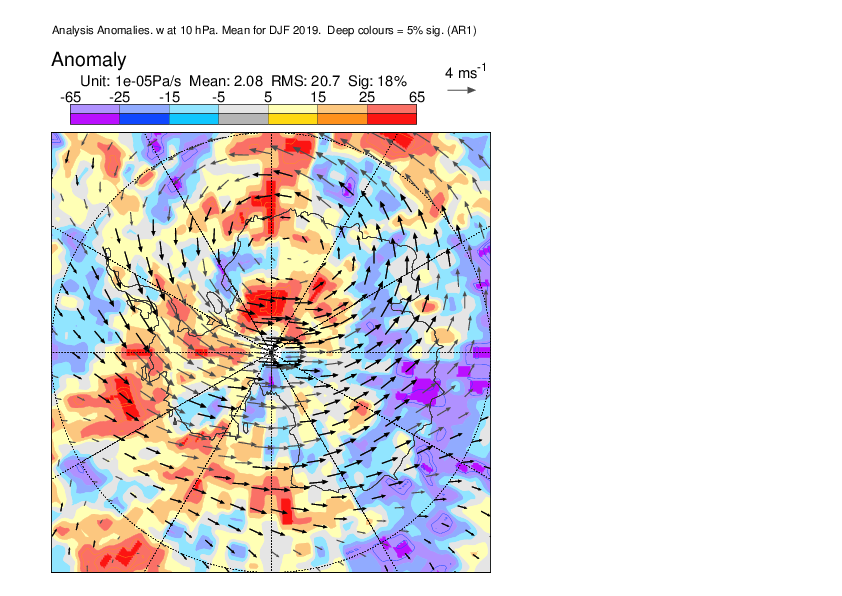 Analysis Anomalies. w at 10 hPa. Mean for DJF 2019. Deep colours = 5% sig. (AR1)
Anomaly
4 ms-1
Unit: 1e-05Pa/s Mean: 2.08 RMS: 20.7 Sig: 18%
-65 -25 -15 -5 5 15 25 65